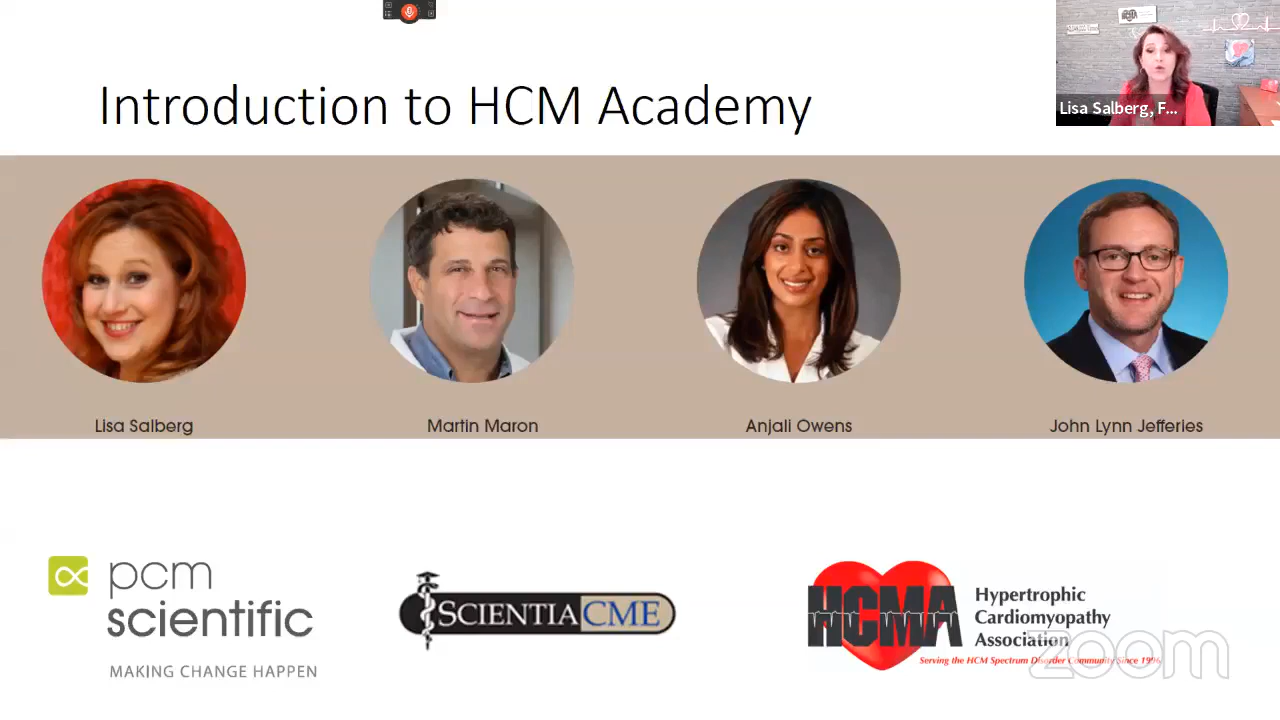 Introduction to HCM Academy
HCMA
Lisa Salberg, F...
Lisa Salberg
Martin Maron
Anjali Owens
John Lynn Jefferies
pcm
scientific
MAKING CHANGE HAPPEN
SCIENTIACME
HCMA
Hypertrophic
Cardiomyopathy
Association
Serving the HCM Spectrum Disorder Community Since 1996
zoom